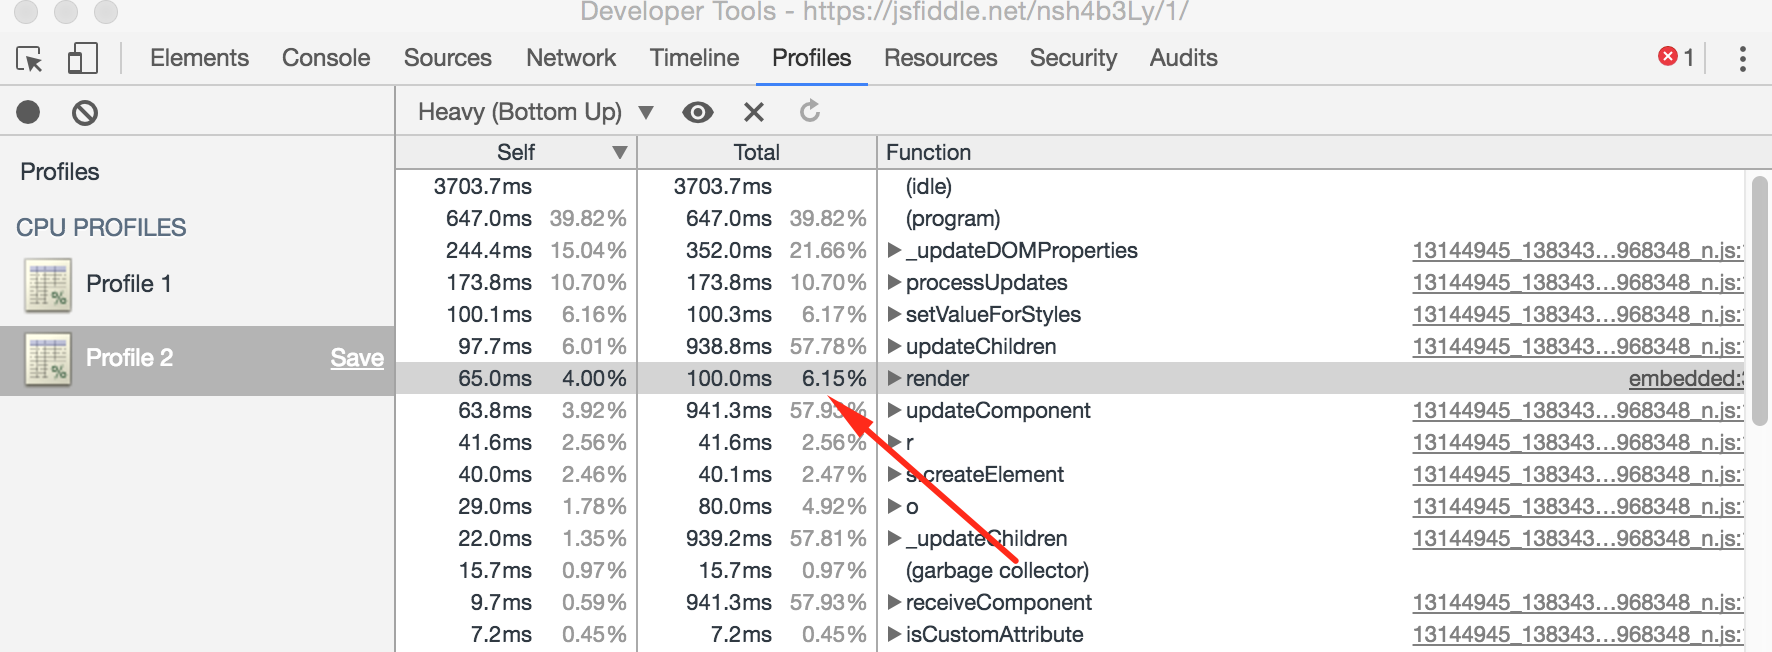 Developer Tools - https://jsfiddle.net/nsh4b3Ly/1/
Elements Console Sources Network Timeline Profiles Resources Security Audits 1
Heavy (Bottom Up)
Profiles
CPU PROFILES
Profile 1
Profile 2 Save
Self Total Function
3703.7ms 3703.7ms (idle)
647.0ms 39.82% 647.0ms 39.82% (program)
244.4ms 15.04% 352.0ms 21.66% _updateDOMProperties 13144945_138343…968348_n.js:
173.8ms 10.70% 173.8ms 10.70% processUpdates 13144945_138343…968348_n.js:
100.1ms 6.16% 100.3ms 6.17% setValueForStyles 13144945_138343…968348_n.js:
97.7ms 6.01% 938.8ms 57.78% updateChildren 13144945_138343…968348_n.js:
65.0ms 4.00% 100.0ms 6.15% render embedded:
63.8ms 3.92% 941.3ms 57.93% updateComponent 13144945_138343…968348_n.js:
41.6ms 2.56% 41.6ms 2.56% r 13144945_138343…968348_n.js:
40.0ms 2.46% 40.1ms 2.47% s.createElement 13144945_138343…968348_n.js:
29.0ms 1.78% 80.0ms 4.92% o 13144945_138343…968348_n.js:
22.0ms 1.35% 939.2ms 57.81% _updateChildren 13144945_138343…968348_n.js:
15.7ms 0.97% 15.7ms 0.97% (garbage collector)
9.7ms 0.59% 941.3ms 57.93% receiveComponent 13144945_138343…968348_n.js:
7.2ms 0.45% 7.2ms 0.45% isCustomAttribute 13144945_138343…968348_n.js: